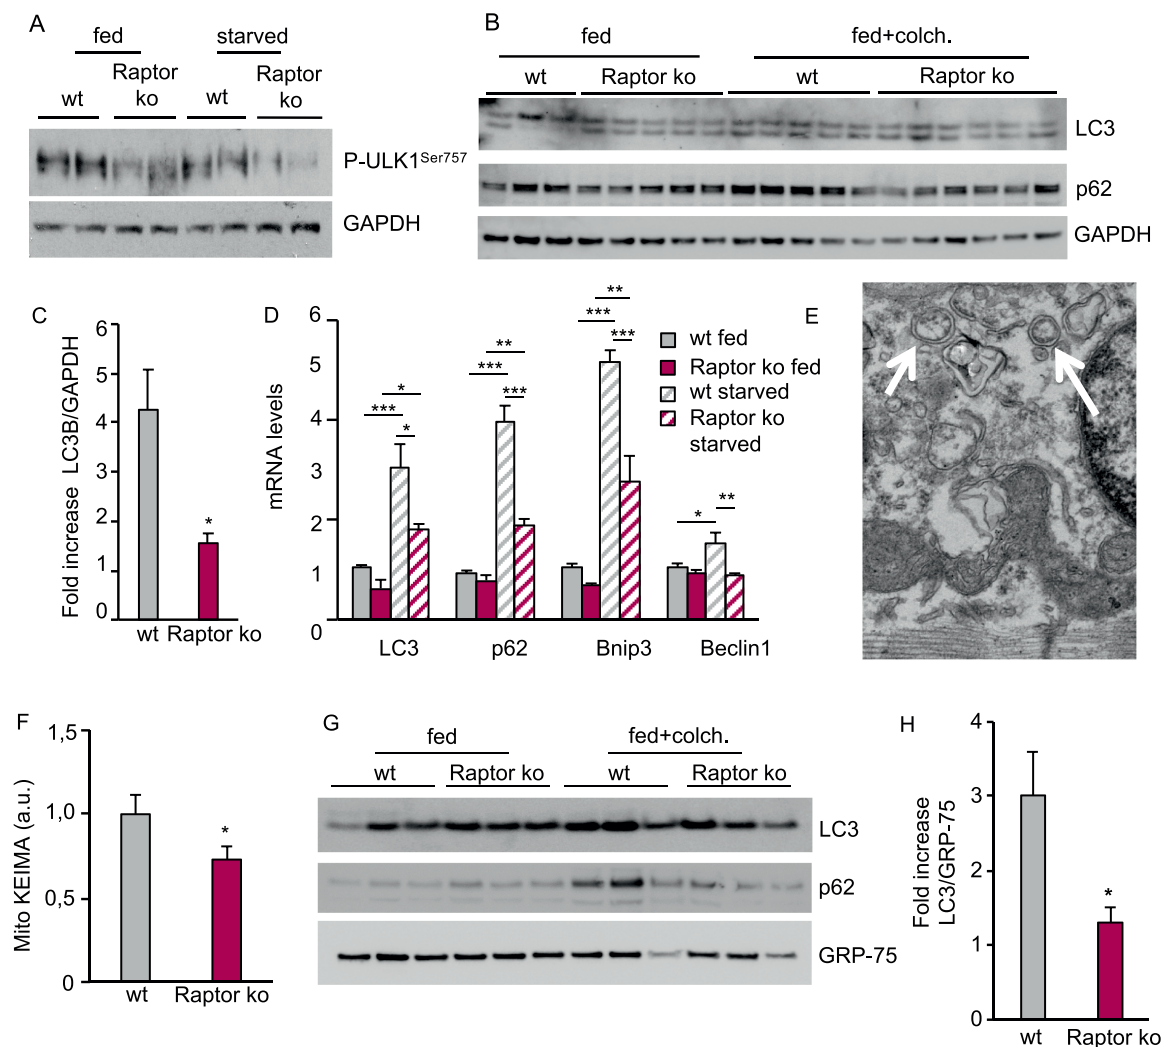 A
fed
starved
wt
Raptor
ko
wt
Raptor
ko
P-ULK1Ser757
GAPDH
B
fed
fed+colch.
wt
Raptor ko
wt
Raptor ko
LC3
p62
GAPDH
C
Fold increase LC3B/GAPDH
6
5
4
3
2
1
0
*
wt
Raptor ko
D
mRNA levels
6
5
4
3
2
1
0
***
*
*
***
**
***
***
**
***
*
**
wt fed
Raptor ko fed
wt starved
Raptor ko
starved
LC3
p62
Bnip3
Beclin1
E
F
Mito KEIMA (a.u.)
1,5
1.0
0,5
0
*
wt
Raptor ko
G
fed
fed+colch.
wt
Raptor ko
wt
Raptor ko
LC3
p62
GRP-75
H
Fold increase
LC3/GRP-75
4
3
2
1
0
*
wt
Raptor ko